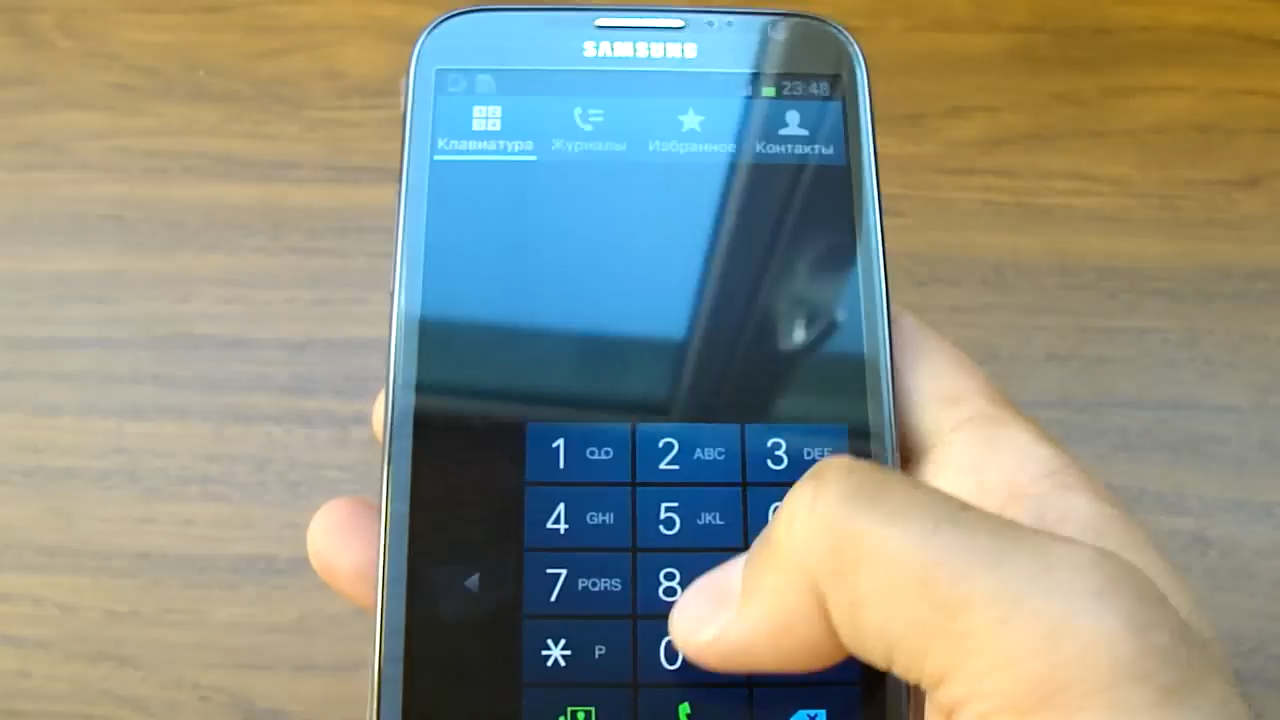 SAMSUNG
23:48
Клавиатура Журналы Избранное Контакты
1 2 ABC 3 DEF
4 GHI 5 JKL
7 PQRS 8
* P 0